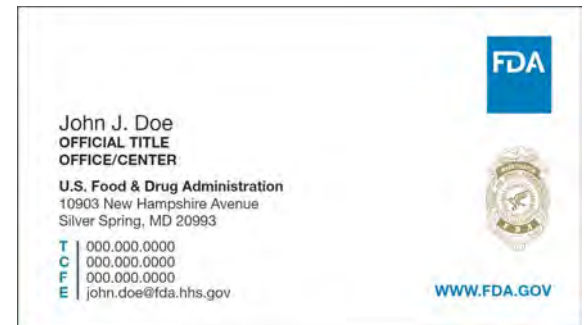 FDA
John J. Doe
OFFICIAL TITLE
OFFICE/CENTER
U.S. Food & Drug Administration
10903 New Hampshire Avenue
Silver Spring, MD 20993
T 000.000.0000
C 000.000.0000
F 000.000.0000
E john.doe@fda.hhs.gov
FDA
WWW.FDA.GOV